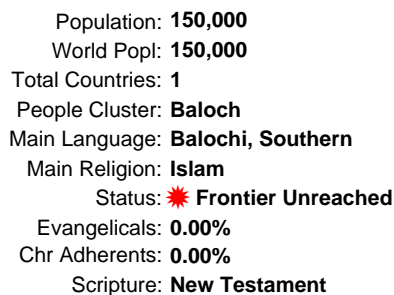 Population: 150,000
World Popl: 150,000
Total Countries: 1
People Cluster: Baloch
Main Language: Balochi, Southern
Main Religion: Islam
Status: Frontier Unreached
Evangelicals: 0.00%
Chr Adherents: 0.00%
Scripture: New Testament